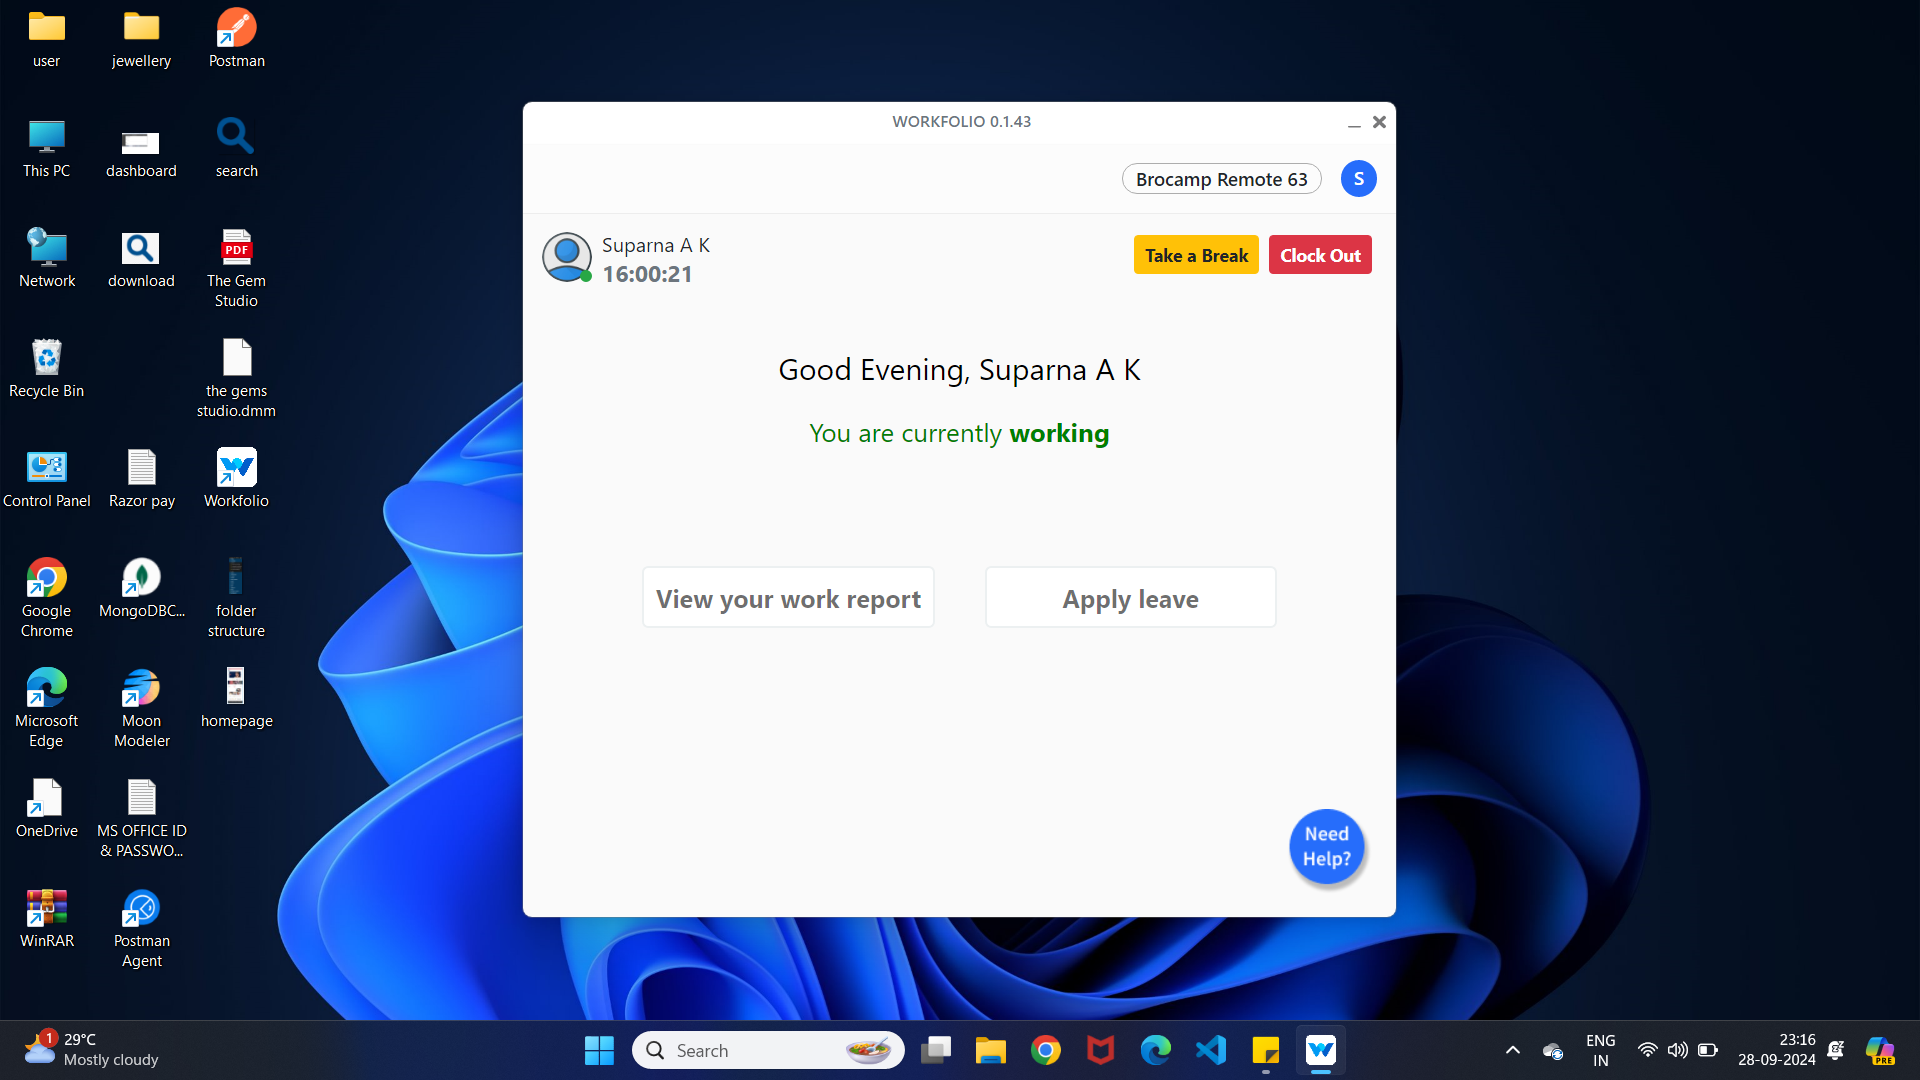 user
jewellery
Postman
This PC
dashboard
search
Network
download
PDF
The Gem
Studio
Recycle Bin
the gems
studio.dmm
Control Panel
Razor pay
Workfolio
Google
Chrome
MongoDBC...
folder
structure
Microsoft
Edge
Moon
Modeler
homepage
OneDrive
MS OFFICE ID
& PASSWO...
WinRAR
Postman
Agent
WORKFOLIO 0.1.43
Brocamp Remote 63
S
Suparna A K
16:00:21
Take a Break
Clock Out
Good Evening, Suparna A K
You are currently working
View your work report
Apply leave
Need
Help?
1
29°C
Mostly cloudy
Search
ENG
IN
23:16
28-09-2024
PRE